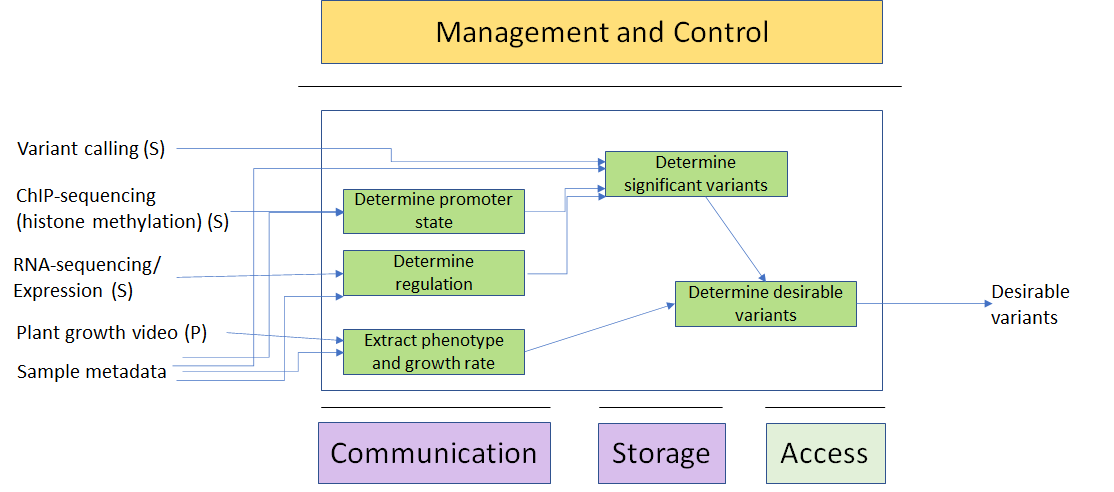 Management and Control
Variant calling (S)
ChIP-sequencing
(histone methylation) (S)
RNA-sequencing/
Expression (S)
Plant growth video (P)
Sample metadata
Determine promoter
state
Determine
regulation
Extract phenotype
and growth rate
Determine
significant variants
Determine desirable
variants
Desirable
variants
Communication
Storage
Access